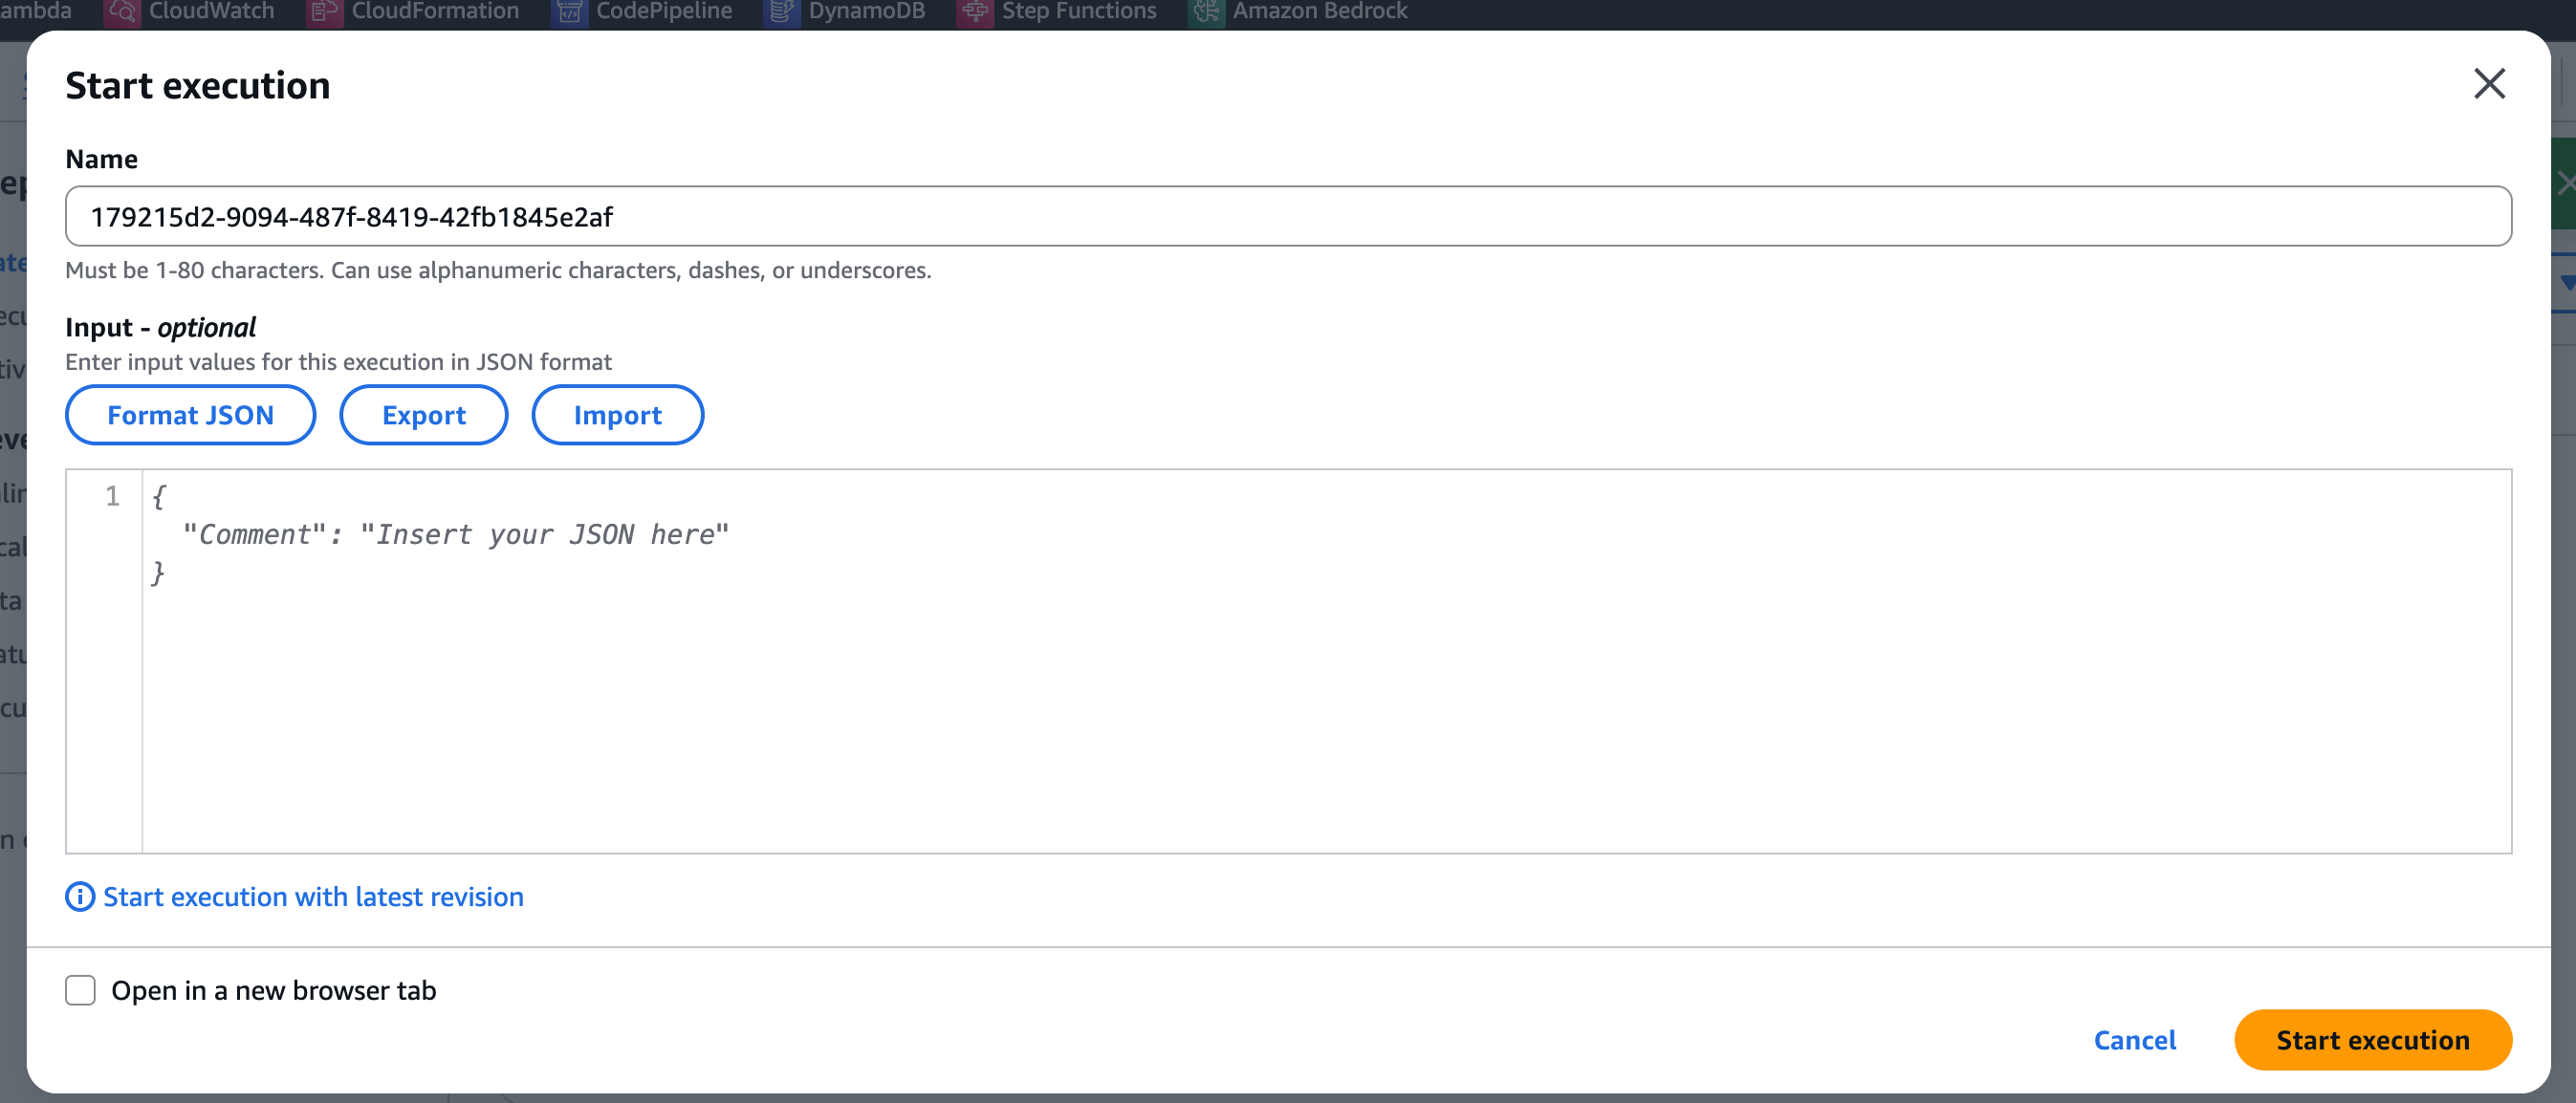 CloudWatch CloudFormation CodePipeline DynamoDB Step Functions Amazon Bedrock
Start execution
Name
179215d2-9094-487f-8419-42fb1845e2af
Must be 1-80 characters. Can use alphanumeric characters, dashes, or underscores.
Input - optional
Enter input values for this execution in JSON format
Format JSON Export Import
1 {
"Comment": "Insert your JSON here"
}
Start execution with latest revision
Open in a new browser tab
Cancel Start execution